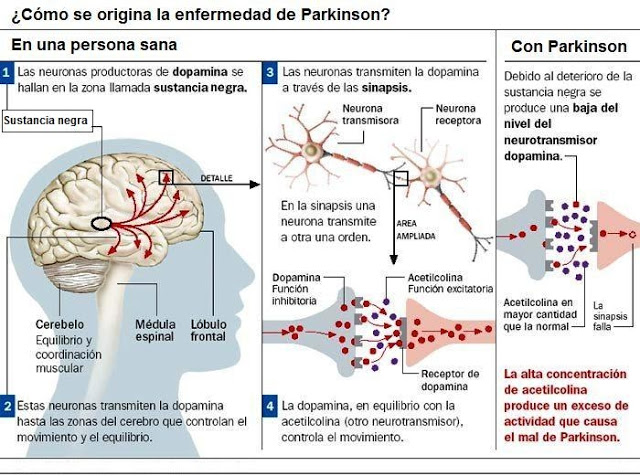 ¿Cómo se origina la enfermedad de Parkinson?
En una persona sana
1 Las neuronas productoras de dopamina se
hallan en la zona llamada sustancia negra.
Sustancia negra
DETALLE
Cerebelo
Equilibrio y
coordinación
muscular
Médula
espinal
Lóbulo
frontal
2 Estas neuronas transmiten la dopamina
hasta las zonas del cerebro que controlan el
movimiento y el equilibrio.
3 Las neuronas transmiten la dopamina
a través de las sinapsis.
Neurona
transmisora
Neurona
receptora
En la sinapsis una
neurona transmite
a otra una orden.
AREA
AMPLIADA
Dopamina
Función
inhibitoria
Acetilcolina
Función excitatoria
Receptor de
dopamina
4 La dopamina, en equilibrio con la
acetilcolina (otro neurotransmisor),
controla el movimiento.
Con Parkinson
Debido al deterioro de la
sustancia negra se
produce una baja del
nivel del
neurotransmisor
dopamina.
Acetilcolina en
mayor cantidad
que la normal
La
sinapsis
falla
La alta concentración
de acetilcolina
produce un exceso de
actividad que causa
el mal de Parkinson.